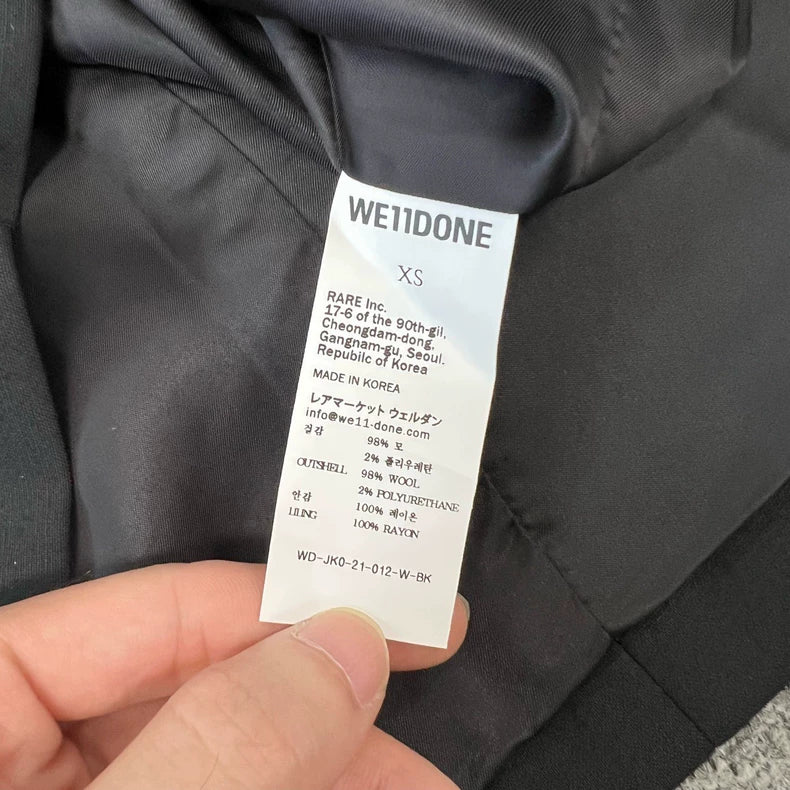 WE11DONE
XS
RARE Inc.
17-6 of the 90th-gil,
Cheongdam-dong,
Gangnam-gu, Seoul.
Republic of Korea
MADE IN KOREA
レアマーケット ウェルダン
info@we11-done.com
겉감 98% 모
2% 폴리우레탄
OUTSHELL 98% WOOL
2% POLYURETHANE
안감 100% 레이온
LILING 100% RAYON
WD-JK0-21-012-W-BK